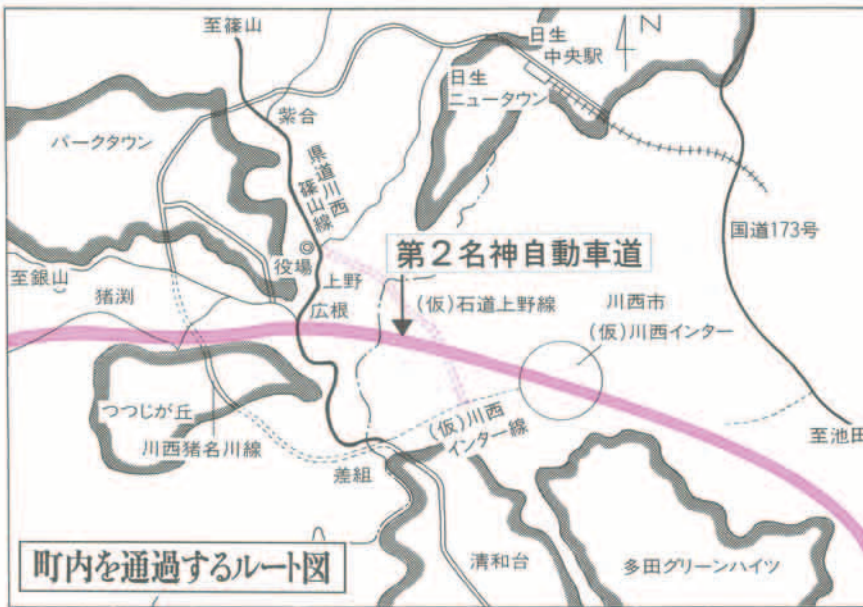 至篠山
日生
中央駅
N
日生
ニュータウン
紫合
パークタウン
県道川西
篠山線
国道173号
第2名神自動車道
役場
至銀山
上野
猪渕
広根
(仮)石道上野線
川西市
(仮)川西インター
つつじが丘
(仮)川西
インター線
至池田
川西猪名川線
差組
清和台
多田グリーンハイツ
町内を通過するルート図